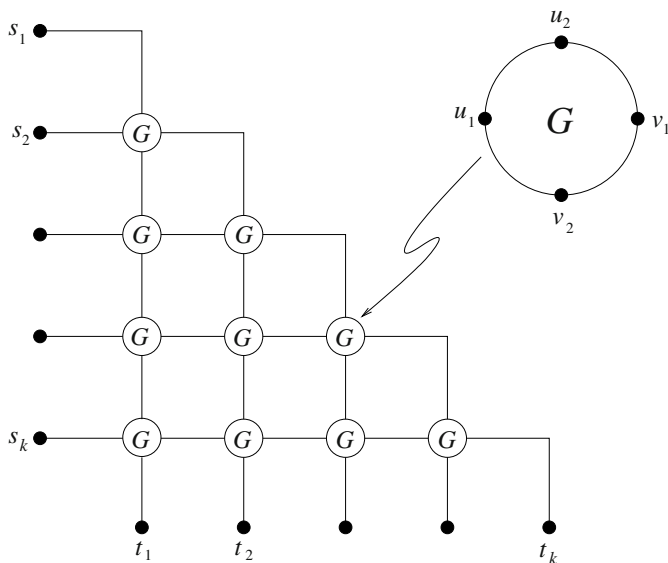 s₁
u₂
u₁ G v₁
v₂
s₂ G
G G
G G G
sₖ G G G G
t₁ t₂ tₖ